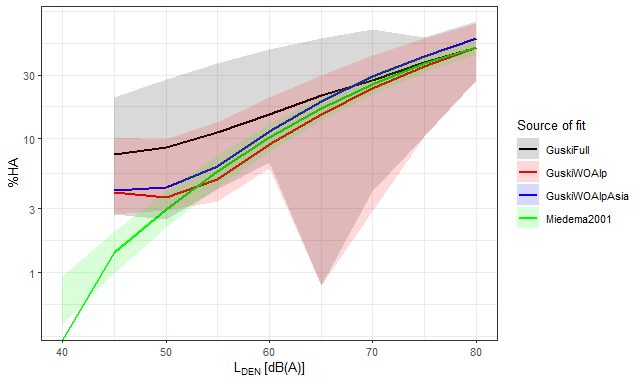 30
10
3
1
%HA
40
50
60
70
80
LDEN [dB(A)]
Source of fit
GuskiFull
GuskiWOAlp
GuskiWOAlpAsia
Miedema2001